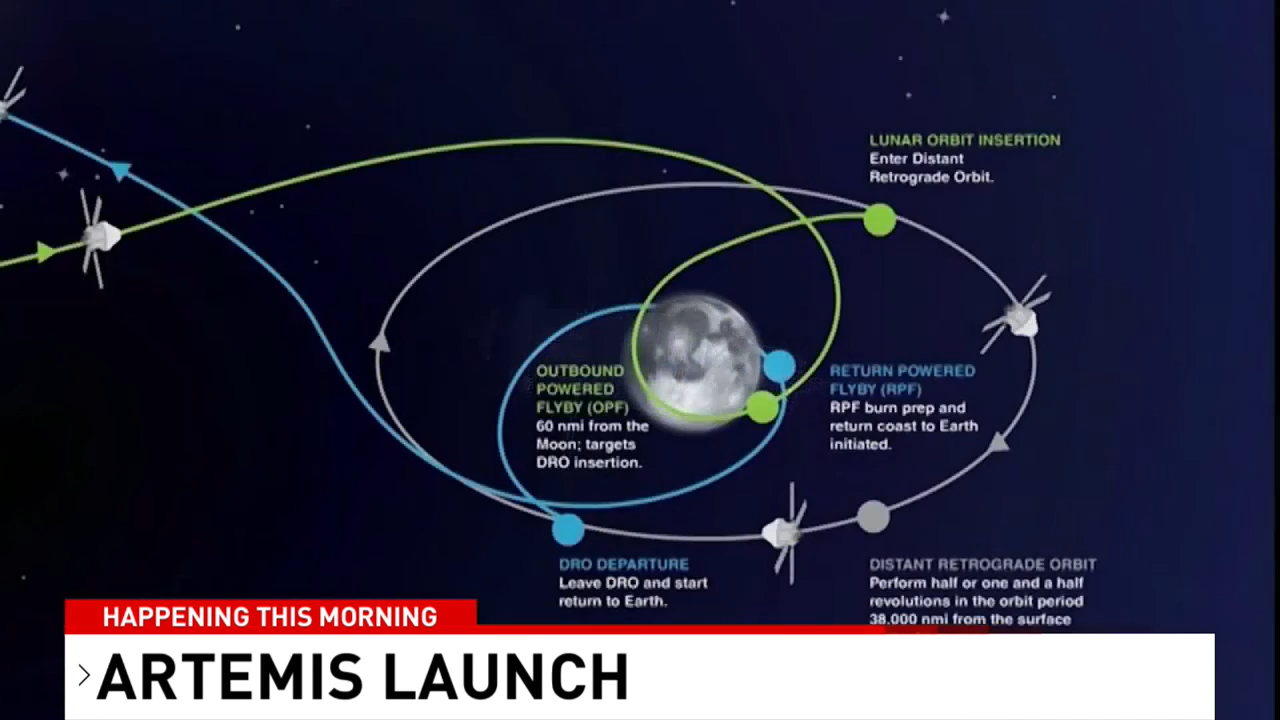 LUNAR ORBIT INSERTION
Enter Distant
Retrograde Orbit.
OUTBOUND
POWERED
FLYBY (OPF)
60 nmi from the
Moon; targets
DRO insertion.
RETURN POWERED
FLYBY (RPF)
RPF burn prep and
return coast to Earth
initiated.
DRO DEPARTURE
Leave DRO and start
return to Earth.
DISTANT RETROGRADE ORBIT
Perform half or one and a half
revolutions in the orbit period
38,000 nmi from the surface
HAPPENING THIS MORNING
ARTEMIS LAUNCH